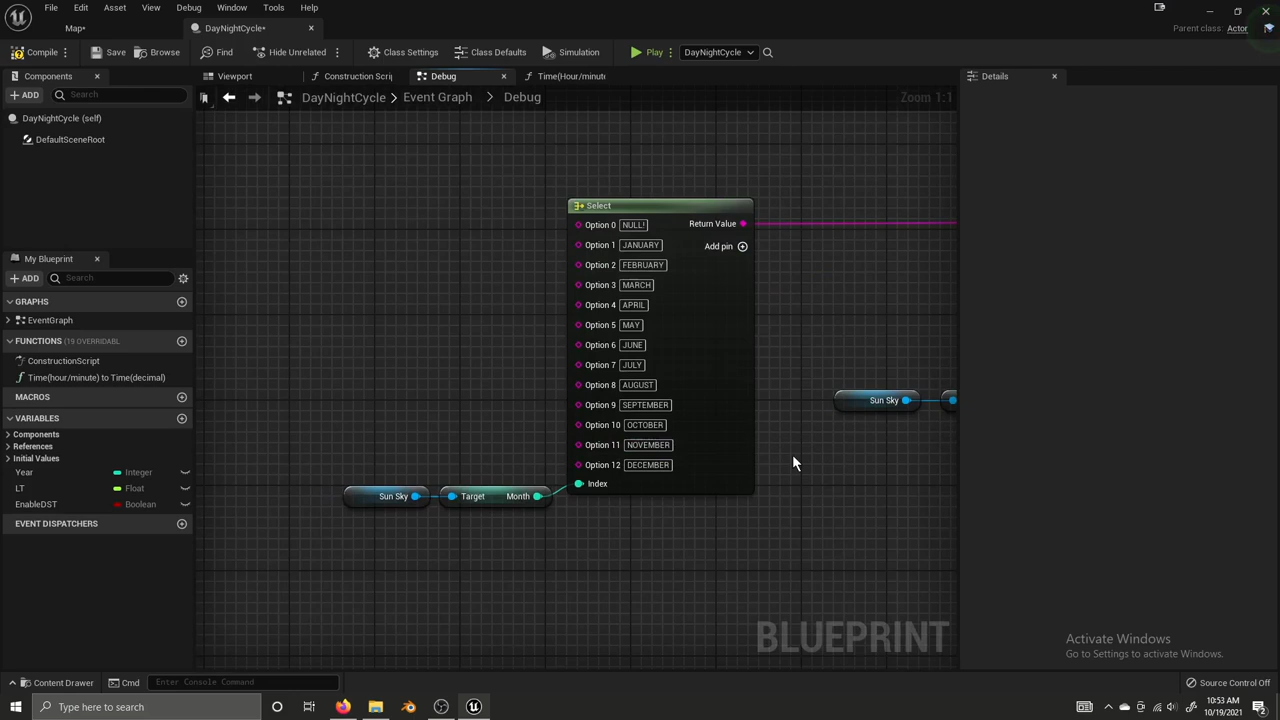 File Edit Asset View Debug Window Tools Help
Map*
DayNightCycle*
Parent class: Actor
Compile Save Browse Find Hide Unrelated Class Settings Class Defaults Simulation Play DayNightCycle
Components
Viewport
Construction Scrip
Debug
Time(Hour/minute
Details
ADD Search
DayNightCycle > Event Graph > Debug
Zoom 1:1
DayNightCycle (self)
DefaultSceneRoot
My Blueprint
ADD Search
GRAPHS
EventGraph
FUNCTIONS (19 OVERRIDABL
ConstructionScript
Time(hour/minute) to Time(decimal)
MACROS
VARIABLES
Components
References
Initial Values
Year Integer
LT Float
EnableDST Boolean
EVENT DISPATCHERS
Select
Option 0 NULL! Return Value
Option 1 JANUARY Add pin
Option 2 FEBRUARY
Option 3 MARCH
Option 4 APRIL
Option 5 MAY
Option 6 JUNE
Option 7 JULY
Option 8 AUGUST
Option 9 SEPTEMBER
Option 10 OCTOBER
Option 11 NOVEMBER
Option 12 DECEMBER
Index
Sun Sky
Target Month
Sun Sky
BLUEPRINT
Activate Windows
Go to Settings to activate Windows.
Content Drawer Cmd Enter Console Command Source Control Off
Type here to search
10:53 AM
10/19/2021
2